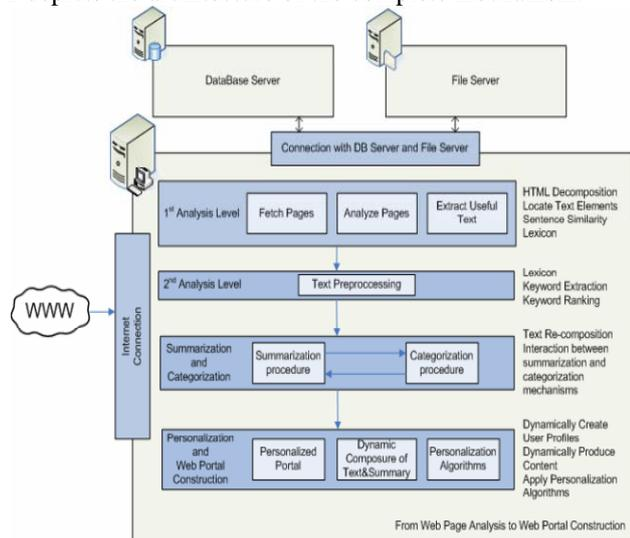 DataBase Server
File Server
Connection with DB Server and File Server
1st Analysis Level
Fetch Pages
Analyze Pages
Extract Useful
Text
HTML Decomposition
Locate Text Elements
Sentence Similarity
Lexicon
2nd Analysis Level
Text Preproccessing
Lexicon
Keyword Extraction
Keyword Ranking
WWW
Internet
Connection
Summarization
and
Categorization
Summarization
procedure
Categorization
procedure
Text Re-composition
Interaction between
summarization and
categorization
mechanisms
Personalization
and
Web Portal
Construction
Personalized
Portal
Dynamic
Composure of
Text&Summary
Personalization
Algorithms
Dynamically Create
User Profiles
Dynamically Produce
Content
Apply Personalization
Algorithms
From Web Page Analysis to Web Portal Construction